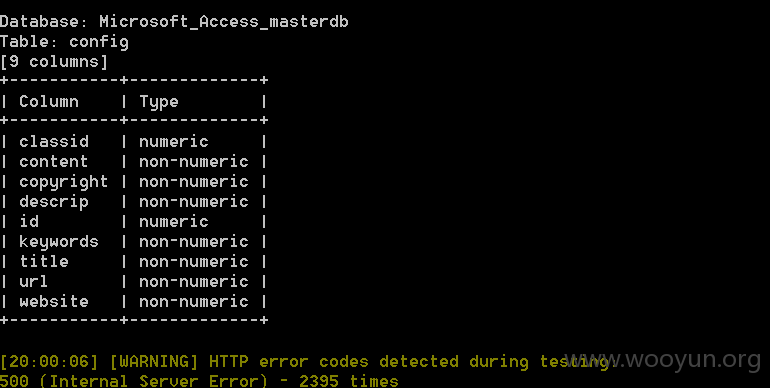 Database: Microsoft_Access_masterdb
Table: config
[9 columns]
+-----------+-------------+
| Column    | Type        |
+-----------+-------------+
| classid   | numeric     |
| content   | non-numeric |
| copyright | non-numeric |
| descrip   | non-numeric |
| id        | numeric     |
| keywords  | non-numeric |
| title     | non-numeric |
| url       | non-numeric |
| website   | non-numeric |
+-----------+-------------+
[20:00:06] [WARNING] HTTP error codes detected during testing:
www.wooyun.org
500 (Internal Server Error) - 2395 times